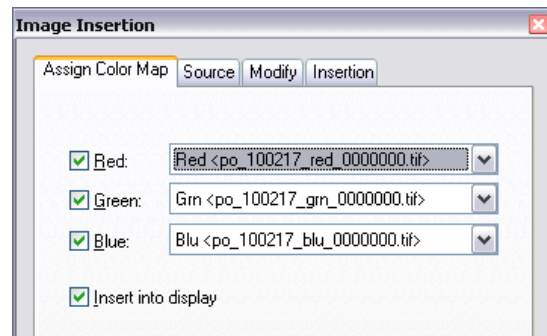 Image Insertion
Assign Color Map Source Modify Insertion
Red: Red <po_100217_red_0000000.tif>
Green: Grn <po_100217_grn_0000000.tif>
Blue: Blu <po_100217_blu_0000000.tif>
Insert into display